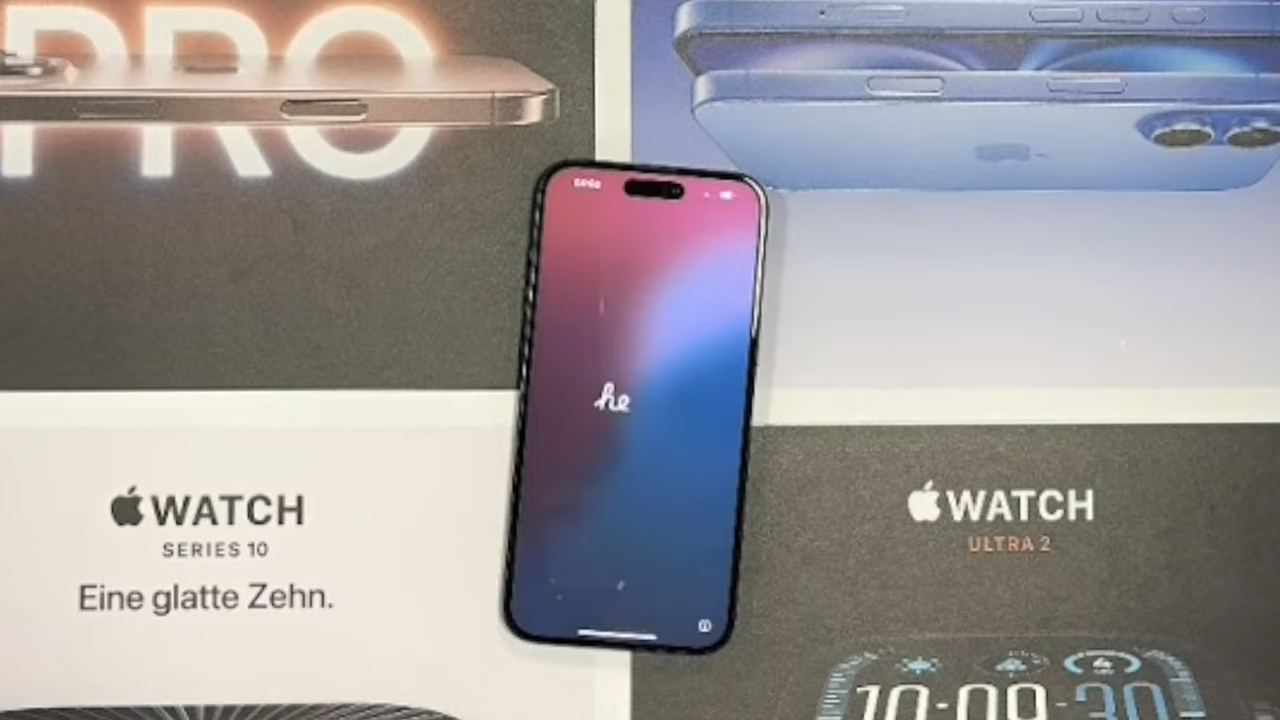 PRO
he
WATCH
SERIES 10
Eine glatte Zehn.
WATCH
ULTRA 2
10:09:30